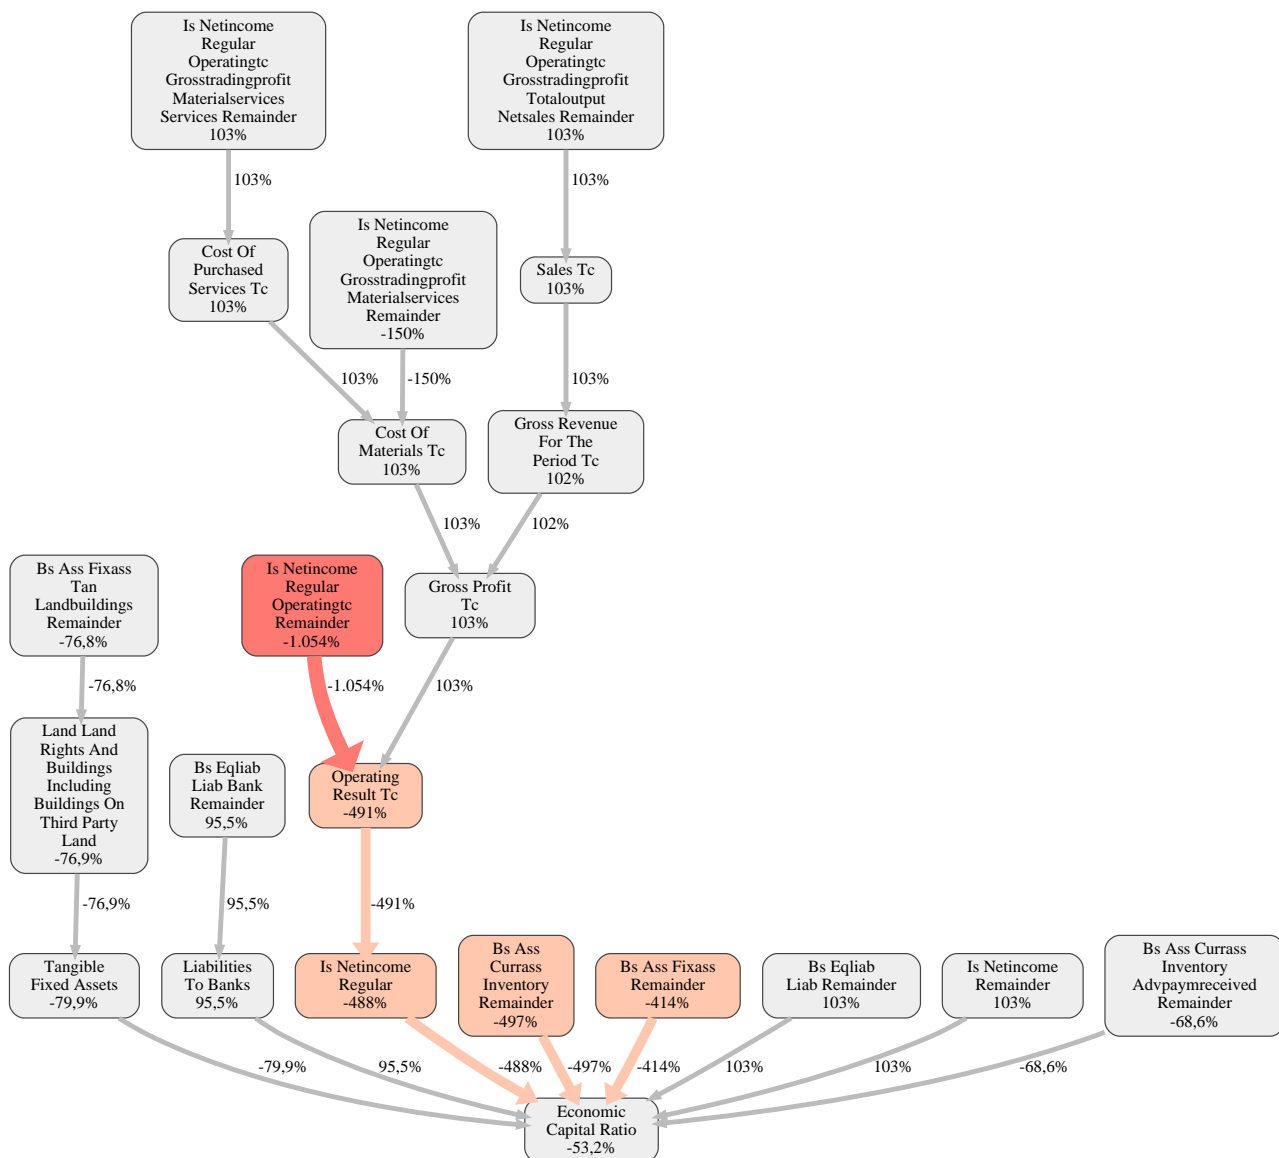 Is Netincome
Regular
Operatingtc
Grosstradingprofit
Materialservices
Services Remainder
103%
Is Netincome
Regular
Operatingtc
Grosstradingprofit
Totaloutput
Netsales Remainder
103%
103%
103%
Cost Of
Purchased
Services Tc
103%
Is Netincome
Regular
Operatingtc
Grosstradingprofit
Materialservices
Remainder
-150%
Sales Tc
103%
103%
-150%
103%
Cost Of
Materials Tc
103%
Gross Revenue
For The
Period Tc
102%
103%
102%
Bs Ass Fixass
Tan
Landbuildings
Remainder
-76,8%
Is Netincome
Regular
Operatingtc
Remainder
-1.054%
Gross Profit
Tc
103%
-76,8%
-1.054%
103%
Land Land
Rights And
Buildings
Including
Buildings On
Third Party
Land
-76,9%
Bs Eqliab
Liab Bank
Remainder
95,5%
Operating
Result Tc
-491%
-76,9%
95,5%
-491%
Tangible
Fixed Assets
-79,9%
Liabilities
To Banks
95,5%
Is Netincome
Regular
-488%
Bs Ass
Currass
Inventory
Remainder
-497%
Bs Ass Fixass
Remainder
-414%
Bs Eqliab
Liab Remainder
103%
Is Netincome
Remainder
103%
Bs Ass Currass
Inventory
Advpaymreceived
Remainder
-68,6%
-79,9%
95,5%
-488%
-497%
-414%
103%
103%
-68,6%
Economic
Capital Ratio
-53,2%